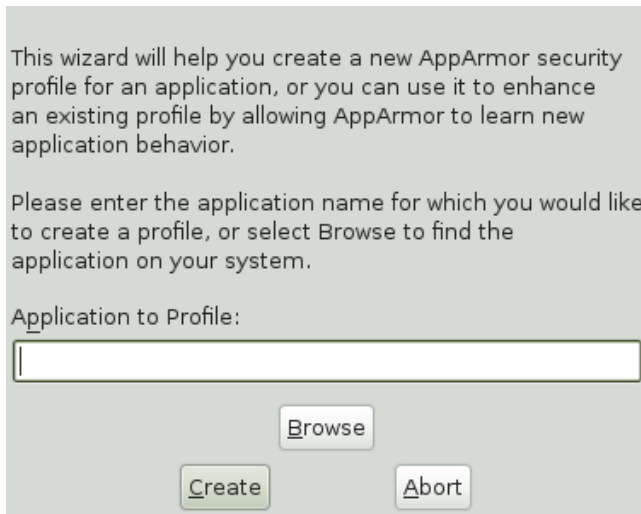 This wizard will help you create a new AppArmor security
profile for an application, or you can use it to enhance
an existing profile by allowing AppArmor to learn new
application behavior.
Please enter the application name for which you would like
to create a profile, or select Browse to find the
application on your system.
Application to Profile:
Browse
Create Abort